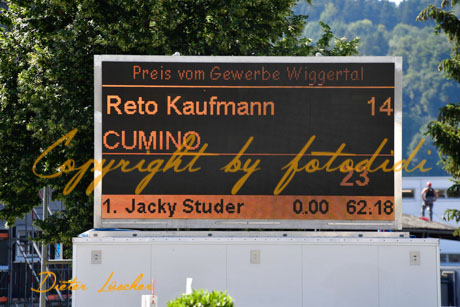 Preis vom Gewerbe Wiggertal
Reto Kaufmann 14
CUMINO
Copyright by fotodidi
23
1. Jacky Studer 0.00 62.18
Dieter Lüscher